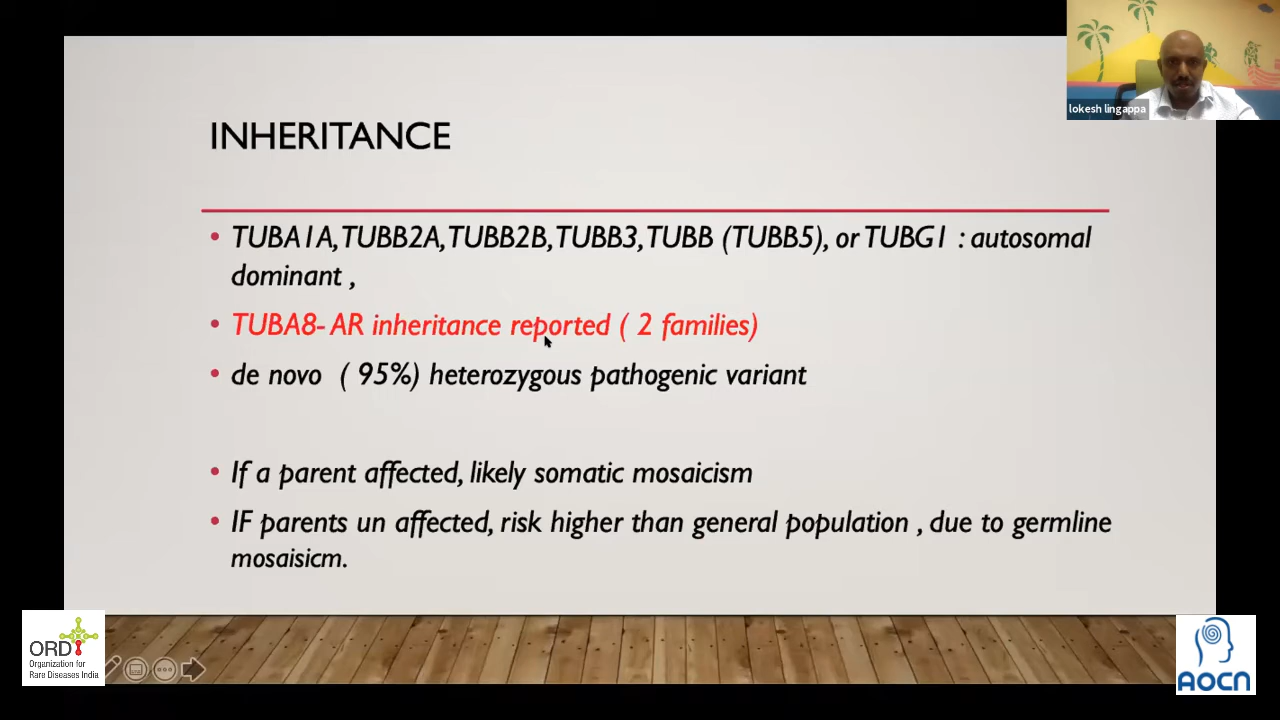 lokesh lingappa
INHERITANCE
• TUBA1A, TUBB2A, TUBB2B, TUBB3, TUBB (TUBB5), or TUBG1 : autosomal
dominant ,
• TUBA8- AR inheritance reported ( 2 families)
• de novo ( 95%) heterozygous pathogenic variant
• If a parent affected, likely somatic mosaicism
• IF parents un affected, risk higher than general population , due to germline
mosaisicm.
ORDI
Organization for
Rare Diseases India
AOCN